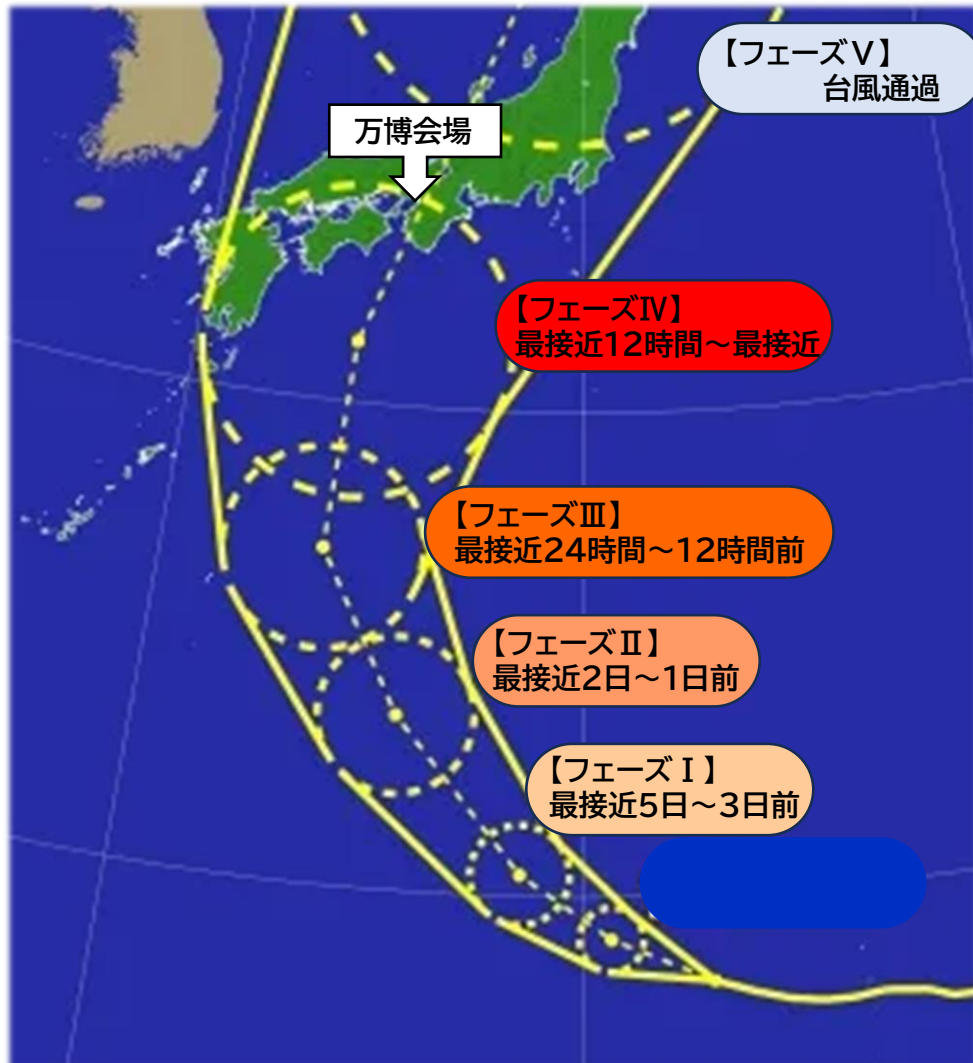 【フェーズⅤ】
台風通過
万博会場
【フェーズⅣ】
最接近12時間～最接近
【フェーズⅢ】
最接近24時間～12時間前
【フェーズⅡ】
最接近2日～1日前
【フェーズⅠ】
最接近5日～3日前